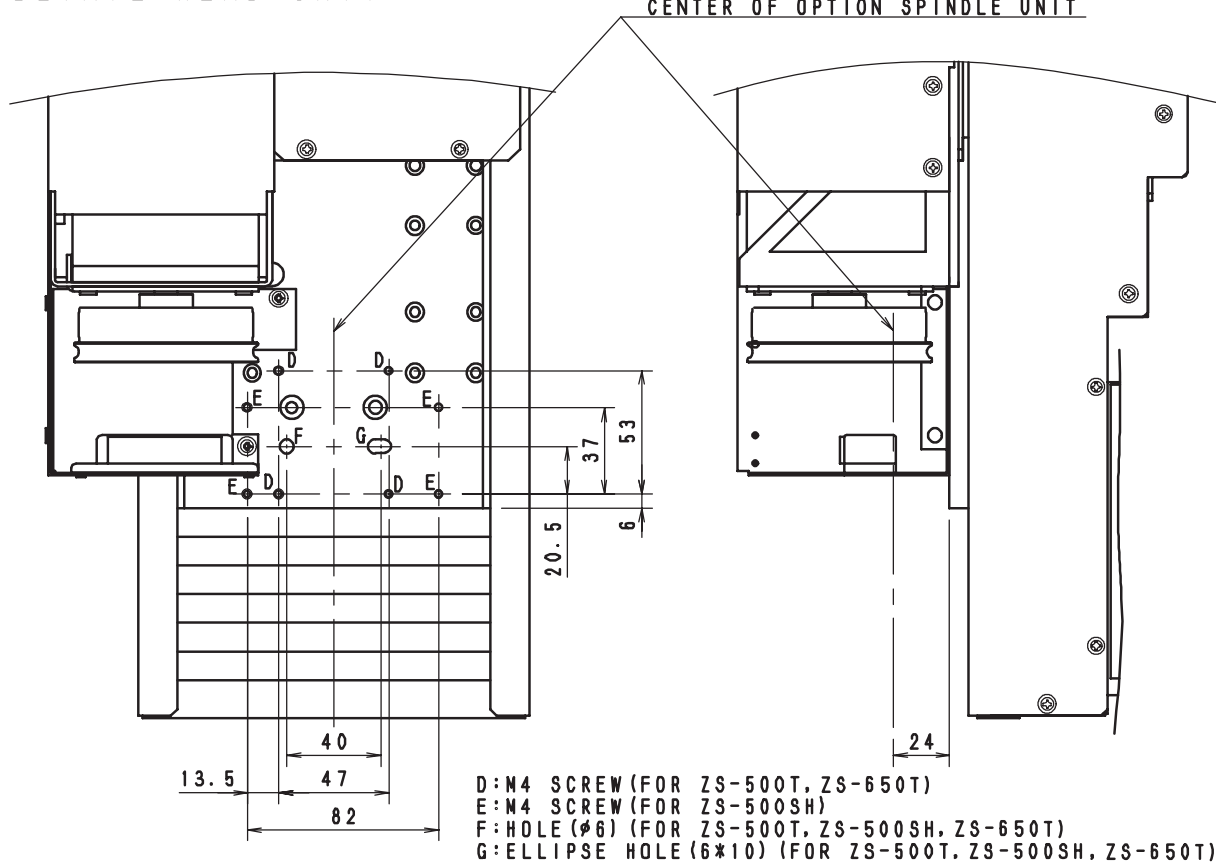 CENTER OF OPTION SPINDLE UNIT
D
D
E
E
F
G
E
D
D
E
53
37
20.5
6
40
24
13.5
47
82
D:M4 SCREW(FOR ZS-500T, ZS-650T)
E:M4 SCREW(FOR ZS-500SH)
F:HOLE(ø6) (FOR ZS-500T, ZS-500SH, ZS-650T)
G:ELLIPSE HOLE(6*10) (FOR ZS-500T, ZS-500SH, ZS-650T)